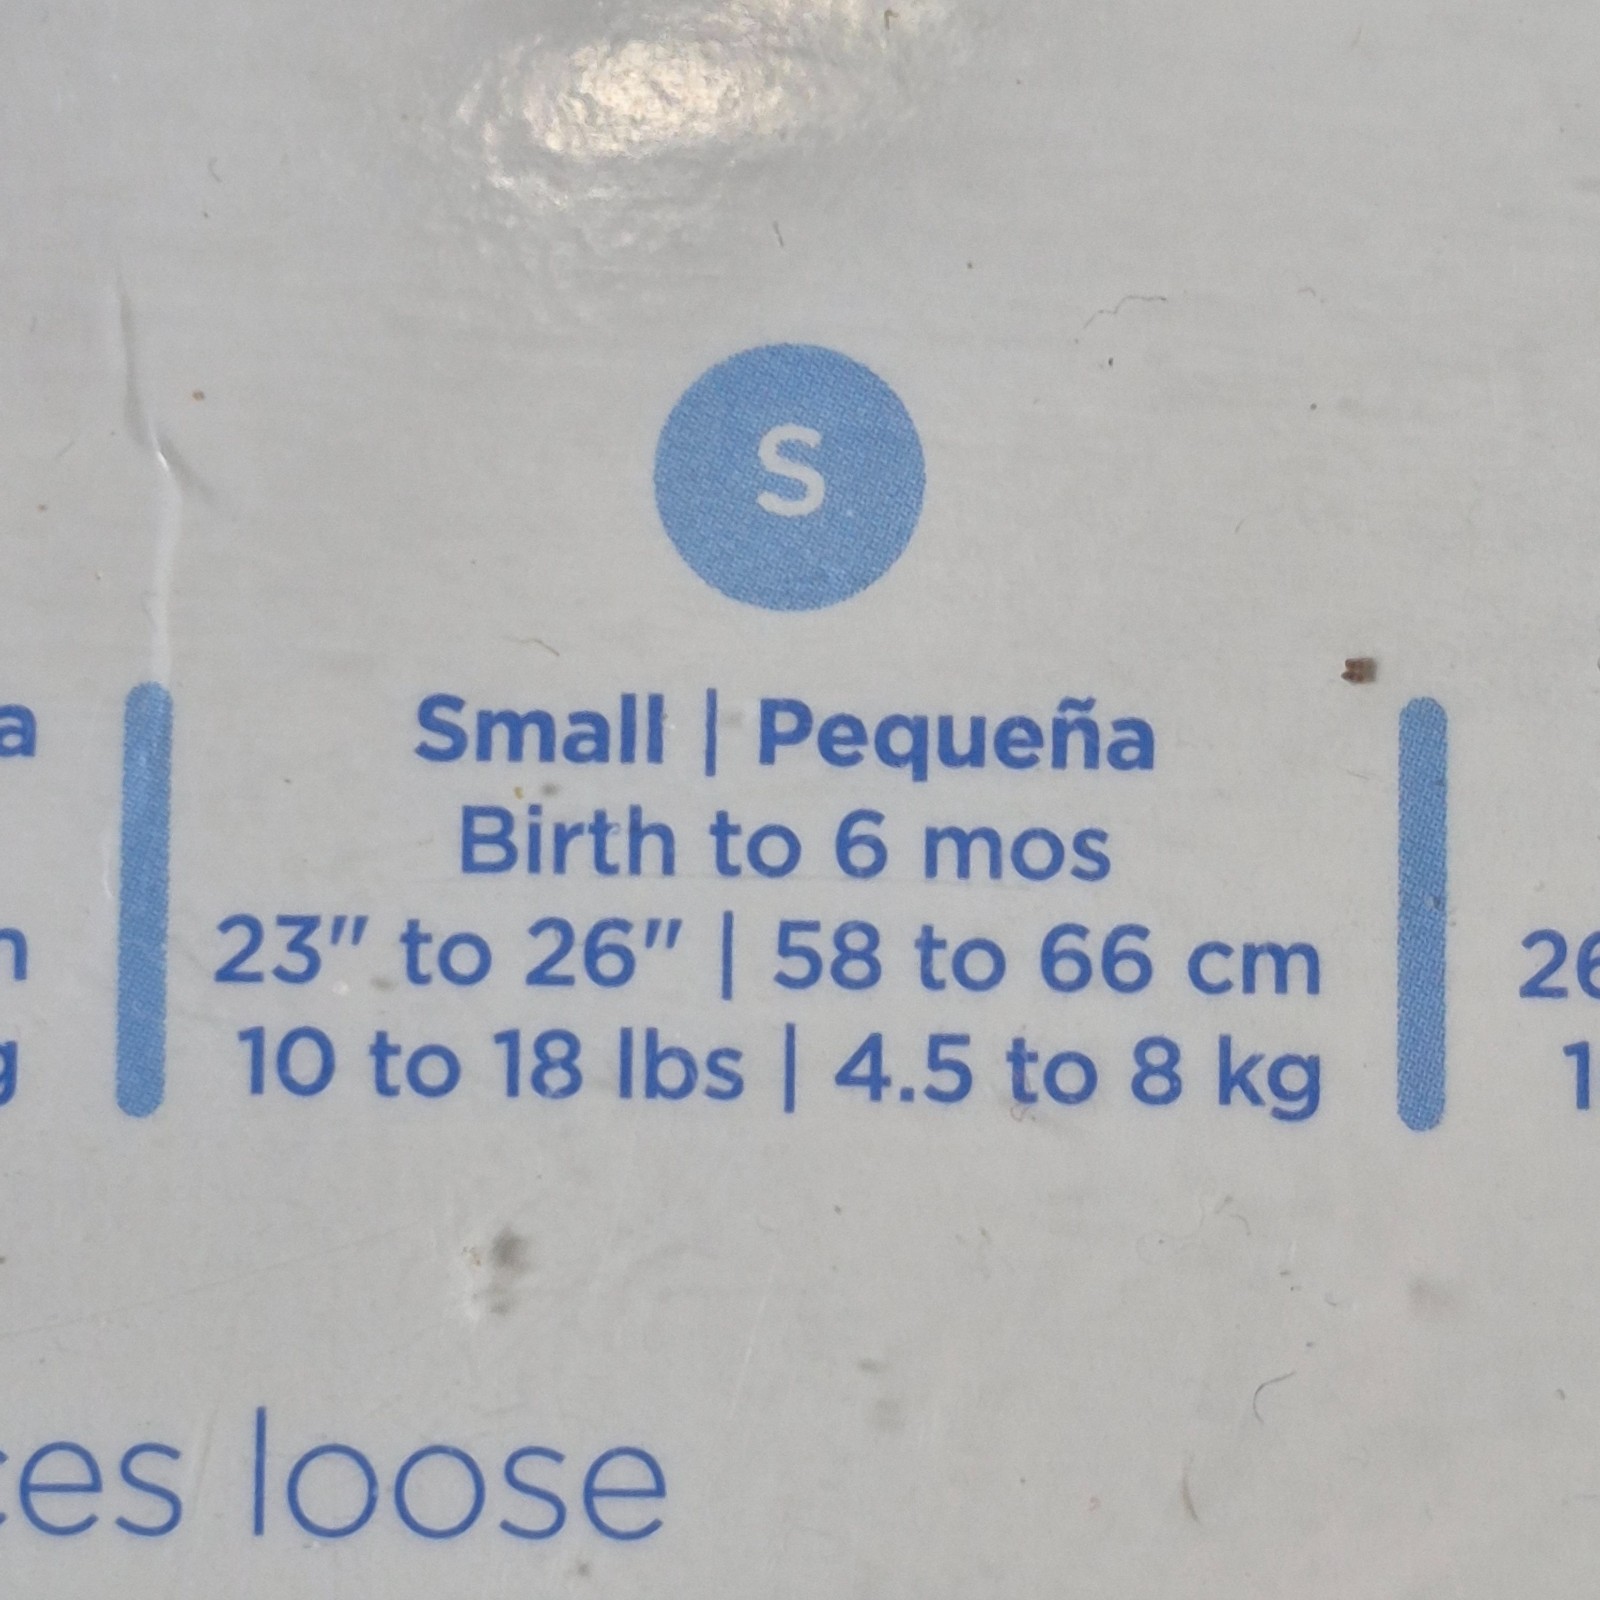 S
Small | Pequeña
Birth to 6 mos
23" to 26" | 58 to 66 cm
10 to 18 lbs | 4.5 to 8 kg
loose